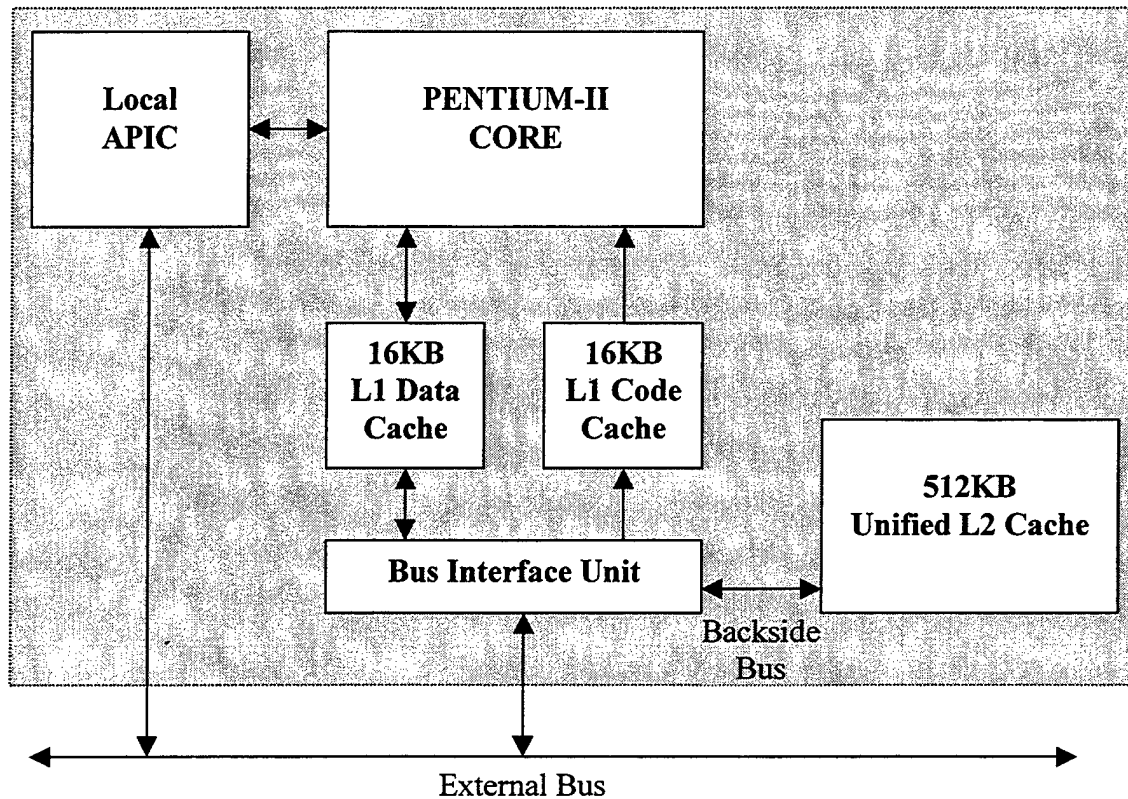 Local
APIC
PENTIUM-II
CORE
16KB
L1 Data
Cache
16KB
L1 Code
Cache
512KB
Unified L2 Cache
Bus Interface Unit
Backside
Bus
External Bus